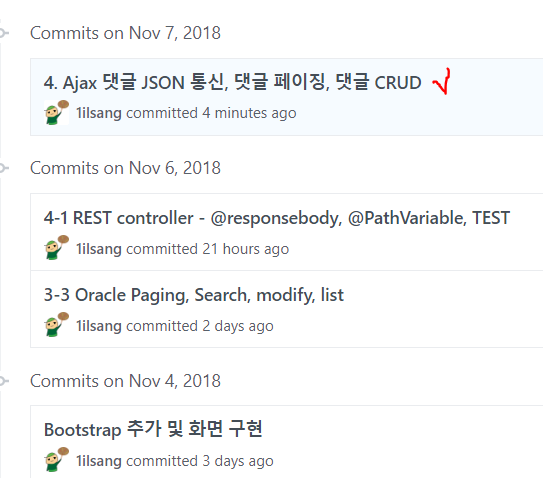 Commits on Nov 7, 2018
4. Ajax 댓글 JSON 통신, 댓글 페이징, 댓글 CRUD
1ilsang committed 4 minutes ago
Commits on Nov 6, 2018
4-1 REST controller - @responsebody, @PathVariable, TEST
1ilsang committed 21 hours ago
3-3 Oracle Paging, Search, modify, list
1ilsang committed 2 days ago
Commits on Nov 4, 2018
Bootstrap 추가 및 화면 구현
1ilsang committed 3 days ago